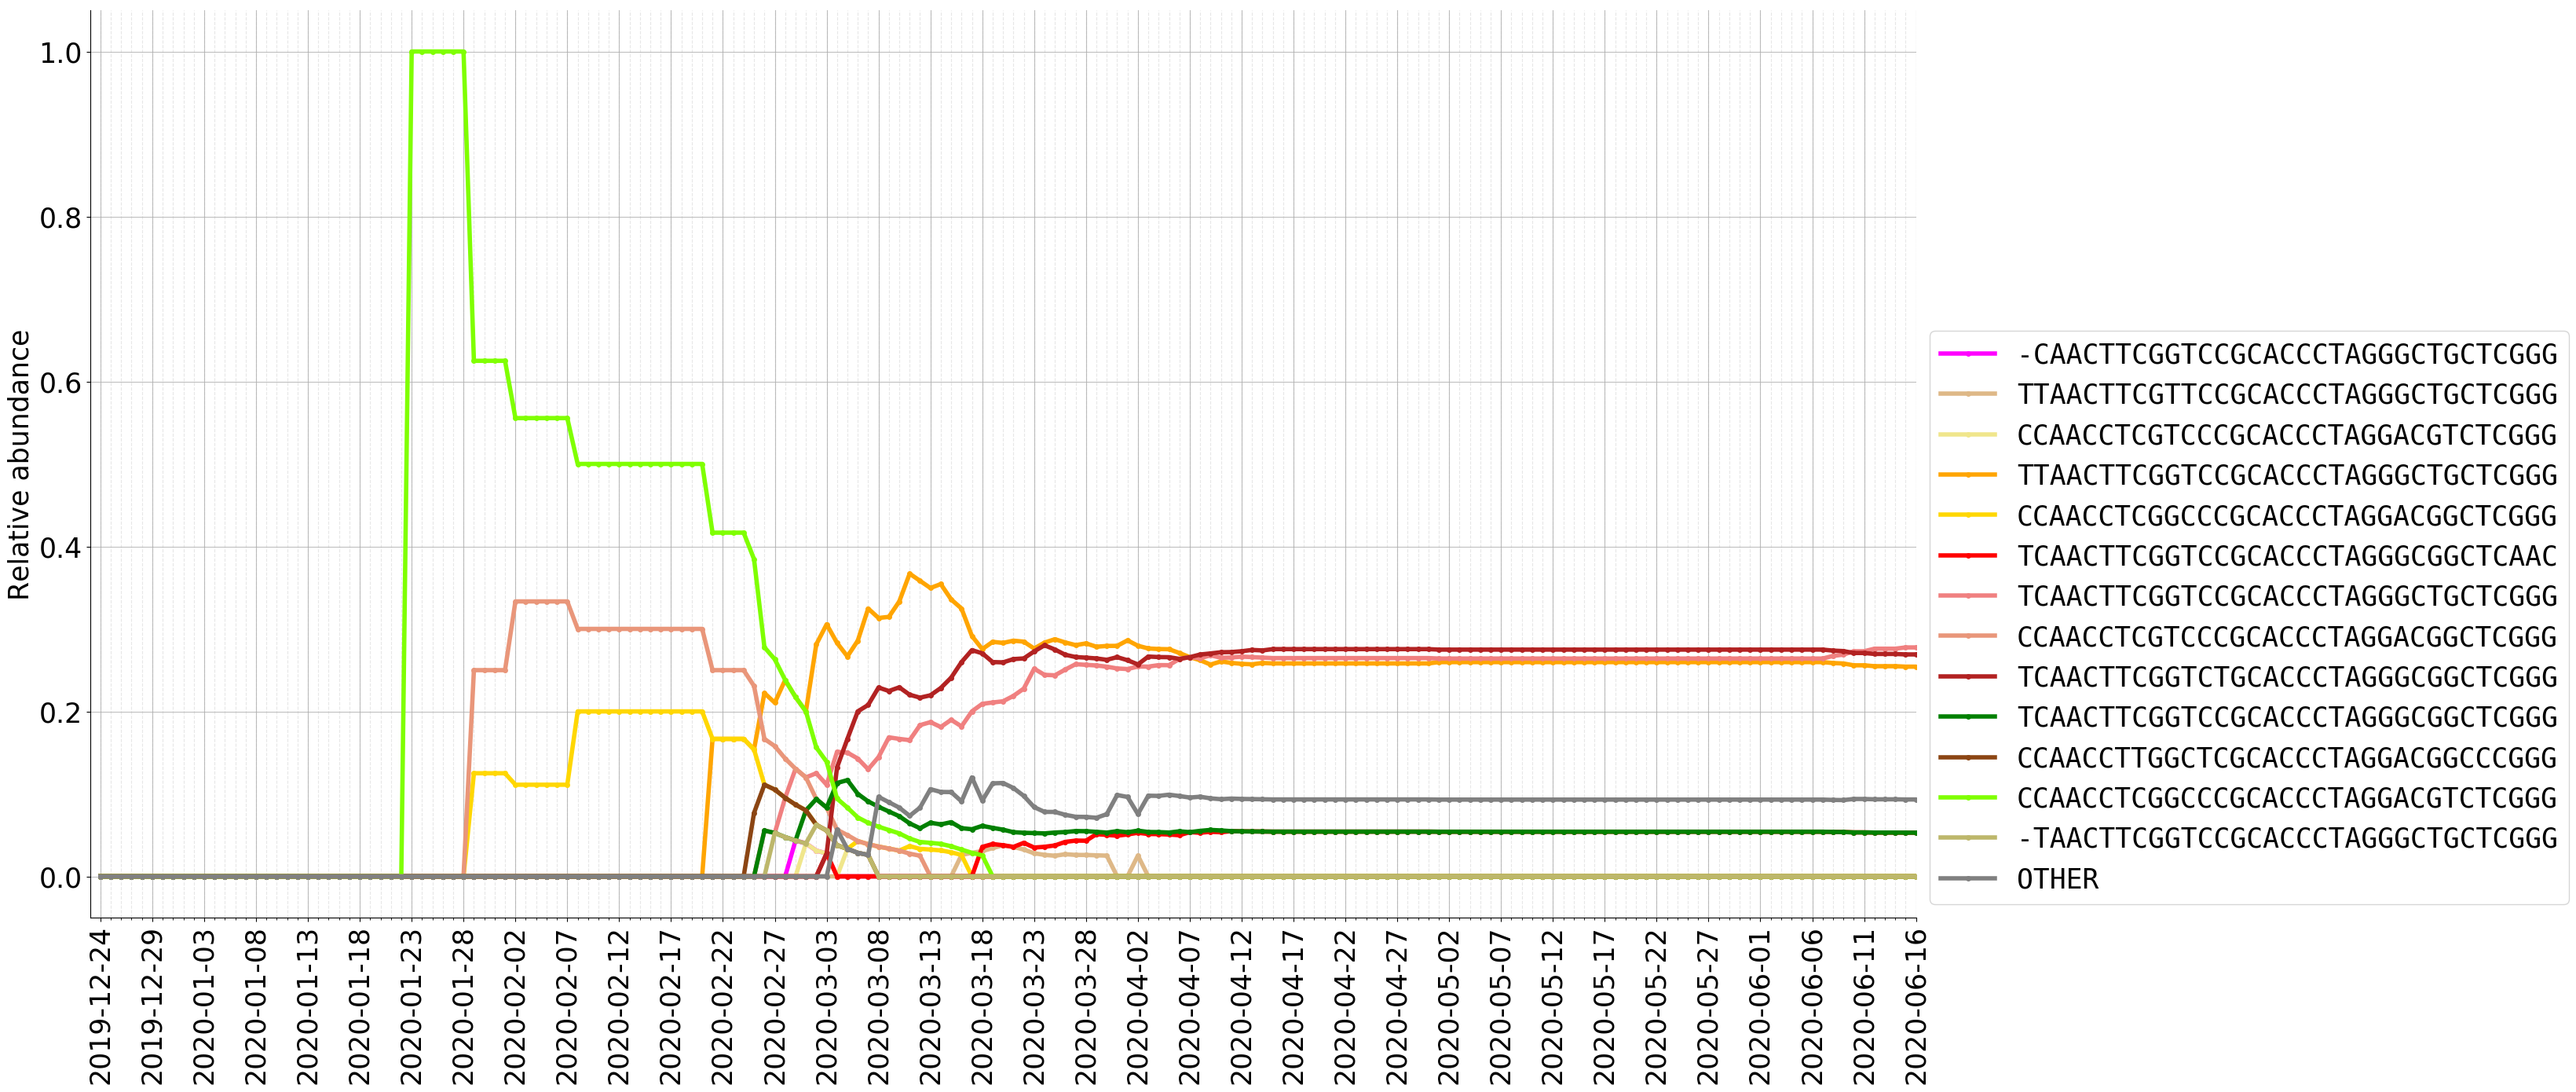 Relative abundance
1.0
0.8
0.6
0.4
0.2
0.0
2019-12-24
2019-12-29
2020-01-03
2020-01-08
2020-01-13
2020-01-18
2020-01-23
2020-01-28
2020-02-02
2020-02-07
2020-02-12
2020-02-17
2020-02-22
2020-02-27
2020-03-03
2020-03-08
2020-03-13
2020-03-18
2020-03-23
2020-03-28
2020-04-02
2020-04-07
2020-04-12
2020-04-17
2020-04-22
2020-04-27
2020-05-02
2020-05-07
2020-05-12
2020-05-17
2020-05-22
2020-05-27
2020-06-01
2020-06-06
2020-06-11
2020-06-16
-CAACTTCGGTCCGCACCCTAGGGCTGCTCGGG
TTAACTTCGTTCCGCACCCTAGGGCTGCTCGGG
CCAACCTCGTCCCGCACCCTAGGACGTCTCGGG
TTAACTTCGGTCCGCACCCTAGGGCTGCTCGGG
CCAACCTCGGCCCGCACCCTAGGACGGCTCGGG
TCAACTTCGGTCCGCACCCTAGGGCGGCTCAAC
TCAACTTCGGTCCGCACCCTAGGGCTGCTCGGG
CCAACCTCGTCCCGCACCCTAGGACGGCTCGGG
TCAACTTCGGTCTGCACCCTAGGGCGGCTCGGG
TCAACTTCGGTCCGCACCCTAGGGCGGCTCGGG
CCAACCTTGGCTCGCACCCTAGGACGGCCCGGG
CCAACCTCGGCCCGCACCCTAGGACGTCTCGGG
-TAACTTCGGTCCGCACCCTAGGGCTGCTCGGG
OTHER